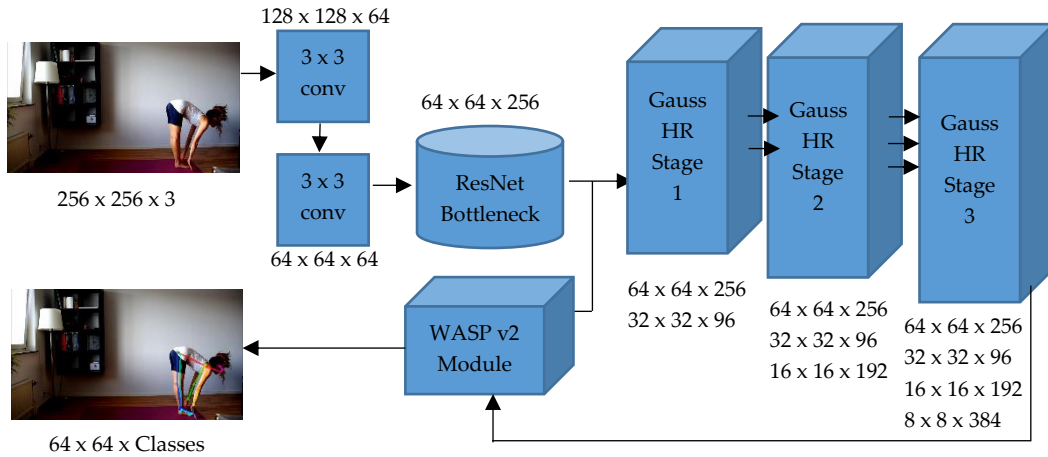 128 x 128 x 64
3 x 3
conv
256 x 256 x 3
3 x 3
conv
64 x 64 x 64
64 x 64 x 256
ResNet
Bottleneck
Gauss
HR
Stage
1
64 x 64 x 256
32 x 32 x 96
Gauss
HR
Stage
2
64 x 64 x 256
32 x 32 x 96
16 x 16 x 192
Gauss
HR
Stage
3
64 x 64 x 256
32 x 32 x 96
16 x 16 x 192
8 x 8 x 384
WASP v2
Module
64 x 64 x Classes